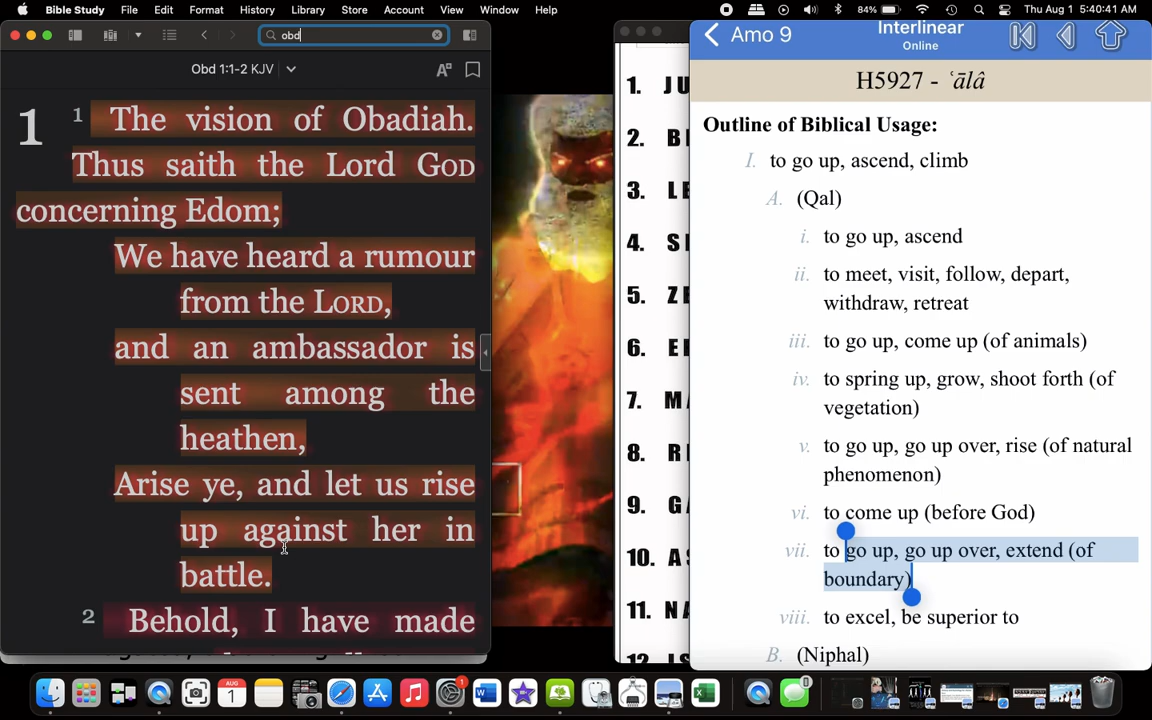 Bible Study File Edit Format History Library Store Account View Window Help
84% Thu Aug 1 5:40:41 AM
obd
Obd 1:1-2 KJV
1
1 The vision of Obadiah.
Thus saith the Lord GOD
concerning Edom;
We have heard a rumour
from the LORD,
and an ambassador is
sent among the
heathen,
Arise ye, and let us rise
up against her in
battle.
2 Behold, I have made
1. JU
2. B
3. LE
4. S
5. ZE
6. E
7. MA
8. R
9. GA
10. A
11. NA
12. IS
Amo 9
Interlinear
Online
H5927 - ʿālâ
Outline of Biblical Usage:
I. to go up, ascend, climb
A. (Qal)
i. to go up, ascend
ii. to meet, visit, follow, depart,
withdraw, retreat
iii. to go up, come up (of animals)
iv. to spring up, grow, shoot forth (of
vegetation)
v. to go up, go up over, rise (of natural
phenomenon)
vi. to come up (before God)
vii. to go up, go up over, extend (of
boundary)
viii. to excel, be superior to
B. (Niphal)